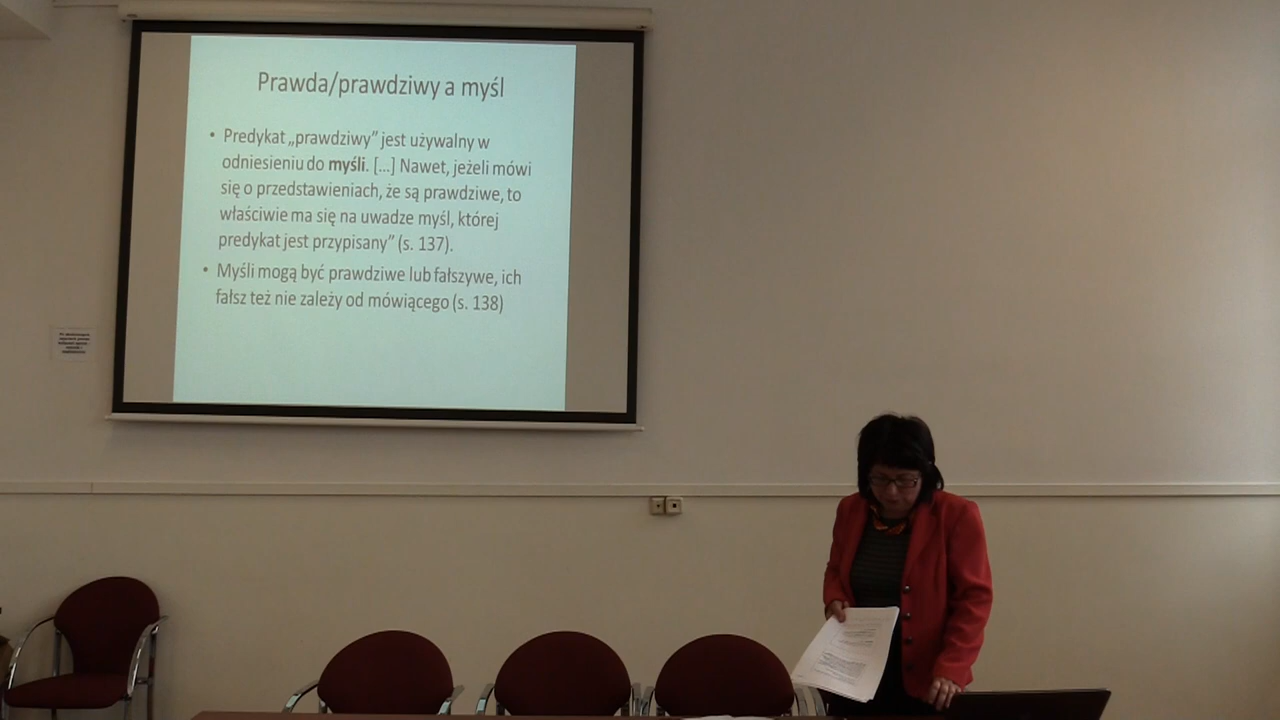 Prawda/prawdziwy a myśl
• Predykat „prawdziwy” jest używalny w
odniesieniu do myśli. [...] Nawet, jeżeli mówi
się o przedstawieniach, że są prawdziwe, to
właściwie ma się na uwadze myśl, której
predykat jest przypisany” (s. 137).
• Myśli mogą być prawdziwe lub fałszywe, ich
fałsz też nie zależy od mówiącego (s. 138)